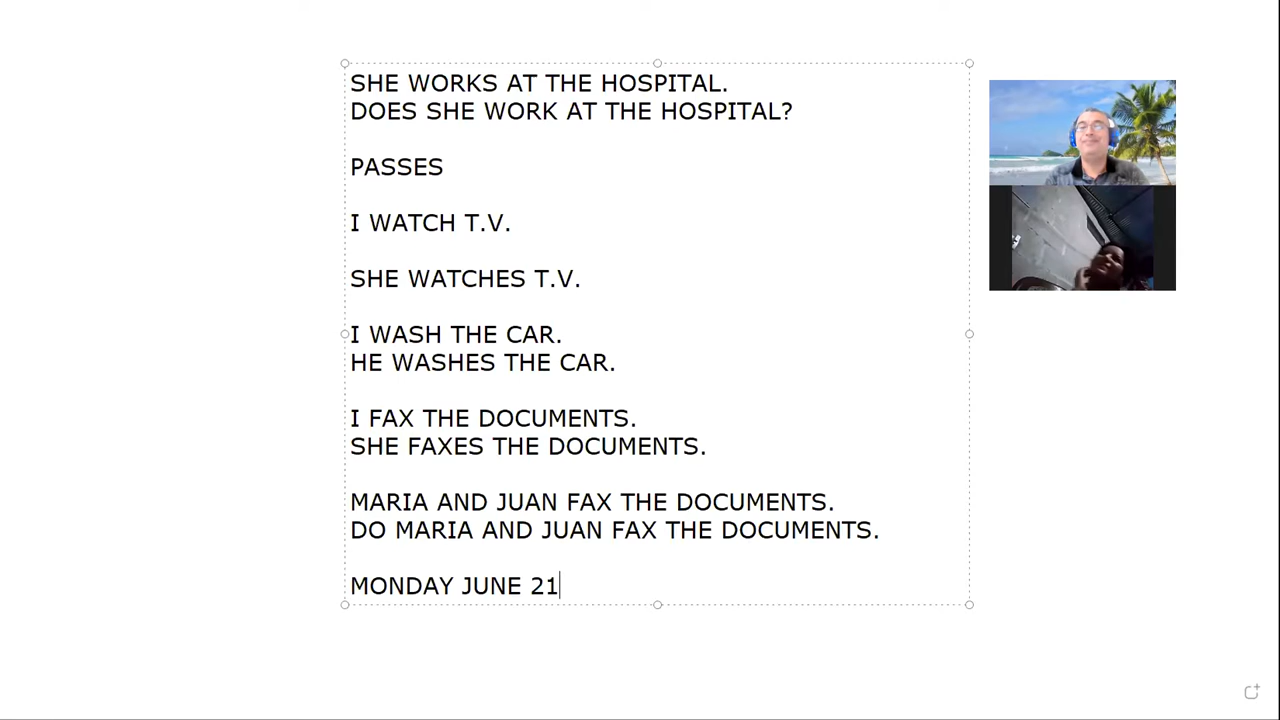 SHE WORKS AT THE HOSPITAL.
DOES SHE WORK AT THE HOSPITAL?
PASSES
I WATCH T.V.
SHE WATCHES T.V.
I WASH THE CAR.
HE WASHES THE CAR.
I FAX THE DOCUMENTS.
SHE FAXES THE DOCUMENTS.
MARIA AND JUAN FAX THE DOCUMENTS.
DO MARIA AND JUAN FAX THE DOCUMENTS.
MONDAY JUNE 21